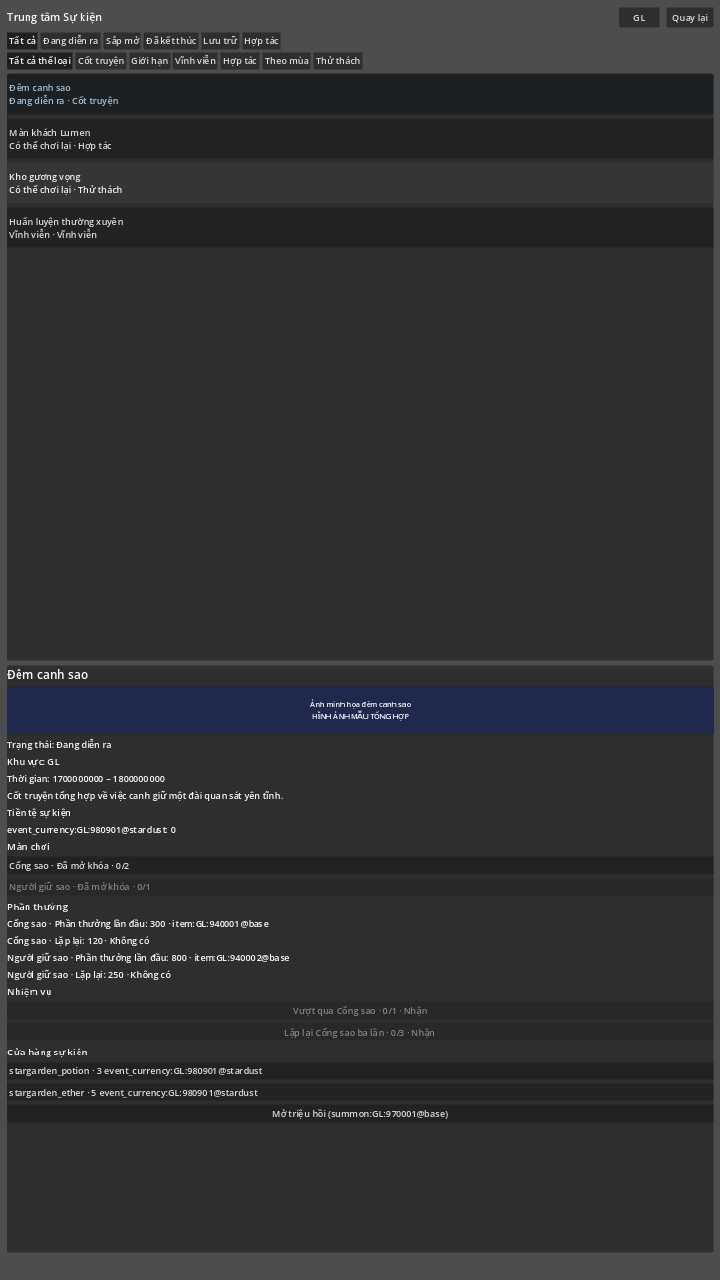 Trung tâm Sự kiện
GL
Quay lại
Tất cả Đang diễn ra Sắp mở Đã kết thúc Lưu trữ Hợp tác
Tất cả thể loại Cốt truyện Giới hạn Vĩnh viễn Hợp tác Theo mùa Thử thách
Đêm canh sao
Đang diễn ra · Cốt truyện
Màn khách Lumen
Có thể chơi lại · Hợp tác
Kho gương vọng
Có thể chơi lại · Thử thách
Huấn luyện thường xuyên
Vĩnh viễn · Vĩnh viễn
Đêm canh sao
Ảnh minh họa đêm canh sao
HÌNH ẢNH MẪU TỔNG HỢP
Trạng thái: Đang diễn ra
Khu vực: GL
Thời gian: 1700000000 – 1800000000
Cốt truyện tổng hợp về việc canh giữ một đài quan sát yên tĩnh.
Tiền tệ sự kiện
event_currency:GL:980901@stardust: 0
Màn chơi
Cổng sao · Đã mở khóa · 0/2
Người giữ sao · Đã mở khóa · 0/1
Phần thưởng
Cổng sao · Phần thưởng lần đầu: 300 · item:GL:940001@base
Cổng sao · Lặp lại: 120 · Không có
Người giữ sao · Phần thưởng lần đầu: 800 · item:GL:940002@base
Người giữ sao · Lặp lại: 250 · Không có
Nhiệm vụ
Vượt qua Cổng sao · 0/1 · Nhận
Lặp lại Cổng sao ba lần · 0/3 · Nhận
Cửa hàng sự kiện
stargarden_potion · 3 event_currency:GL:980901@stardust
stargarden_ether · 5 event_currency:GL:980901@stardust
Mở triệu hồi (summon:GL:970001@base)